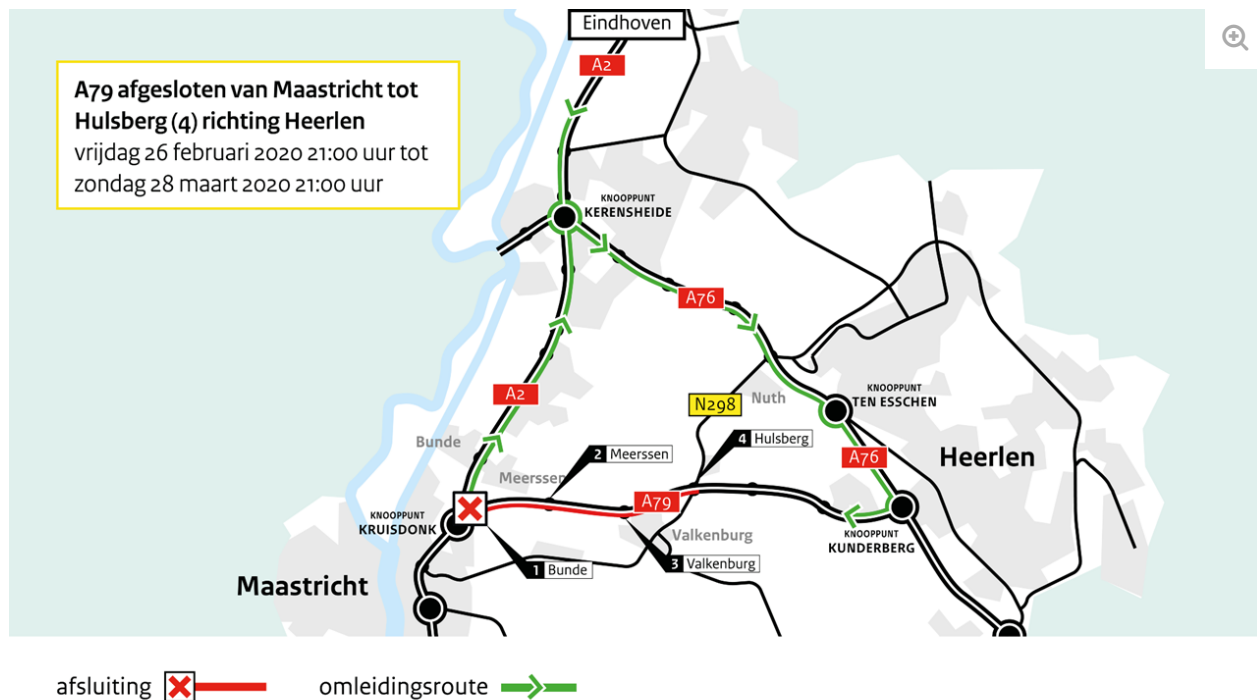 Eindhoven
A2
A79 afgesloten van Maastricht tot
Hulsberg (4) richting Heerlen
vrijdag 26 februari 2020 21:00 uur tot
zondag 28 maart 2020 21:00 uur
KNOOPPUNT
KERENSHEIDE
A76
A2
N298
Nuth
KNOOPPUNT
TEN ESSCHEN
Bunde
4 Hulsberg
2 Meerssen
A76
Heerlen
Meerssen
A79
KNOOPPUNT
KRUISDONK
Valkenburg
KNOOPPUNT
KUNDERBERG
1 Bunde
3 Valkenburg
Maastricht
afsluiting
omleidingsroute